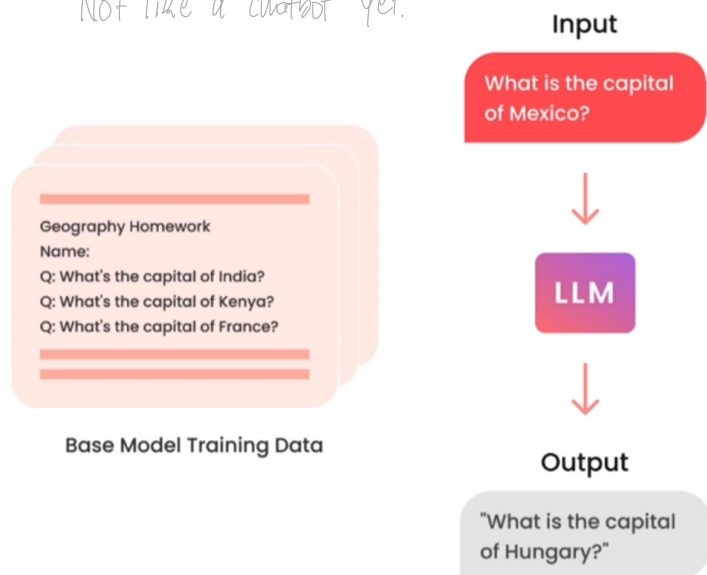 Not like a chatbot yet.
Input
What is the capital
of Mexico?
Geography Homework
Name:
Q: What's the capital of India?
Q: What's the capital of Kenya?
Q: What's the capital of France?
LLM
Base Model Training Data
Output
"What is the capital
of Hungary?"